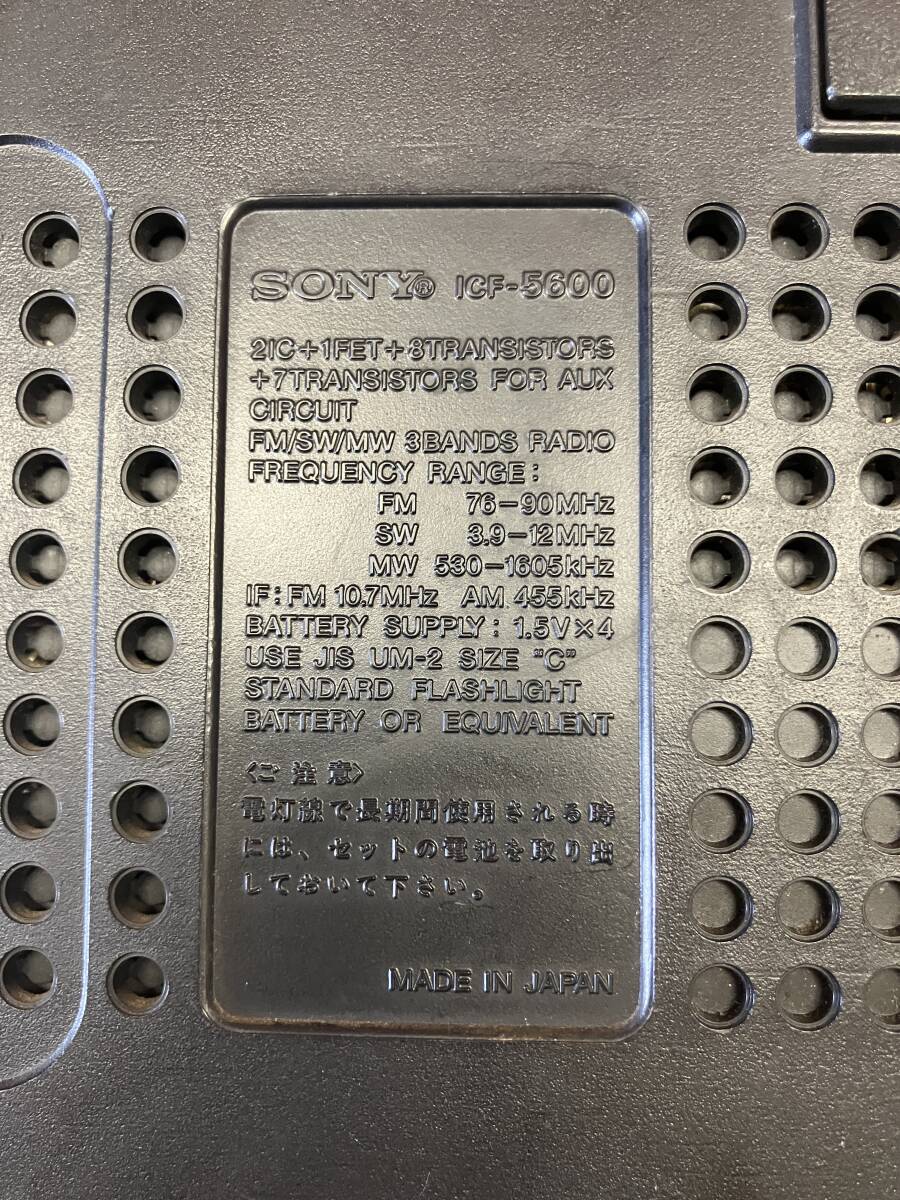 SONY® ICF-5600
2IC+1FET+8TRANSISTORS
+7TRANSISTORS FOR AUX
CIRCUIT
FM/SW/MW 3BANDS RADIO
FREQUENCY RANGE:
FM 76-90MHz
SW 3.9-12MHz
MW 530-1605kHz
IF: FM 10.7MHz AM 455kHz
BATTERY SUPPLY: 1.5V×4
USE JIS UM-2 SIZE "C"
STANDARD FLASHLIGHT
BATTERY OR EQUIVALENT
〈ご注意〉
電灯線で長期間使用される時
には、セットの電池を取り出
しておいて下さい。
MADE IN JAPAN